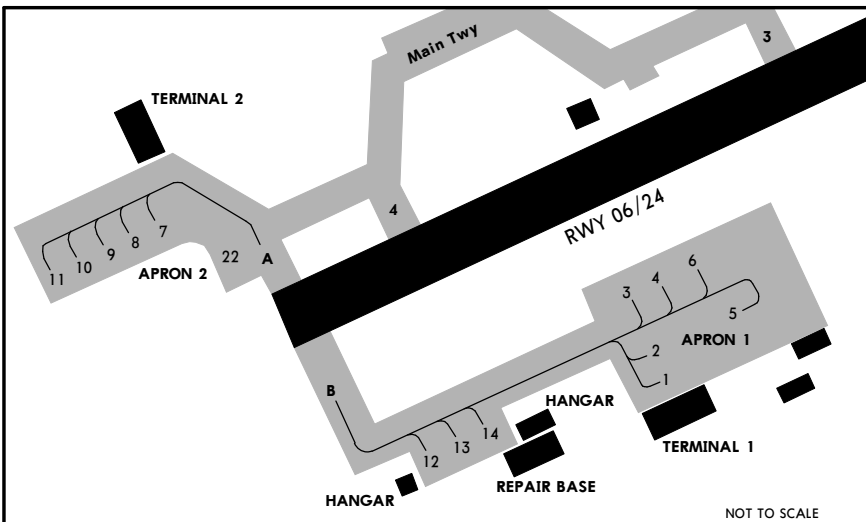 Main Twy
3
TERMINAL 2
4
RWY 06/24
7
8
9
10
11
22
A
APRON 2
6
4
3
5
APRON 1
2
1
B
HANGAR
14
13
12
TERMINAL 1
REPAIR BASE
HANGAR
NOT TO SCALE